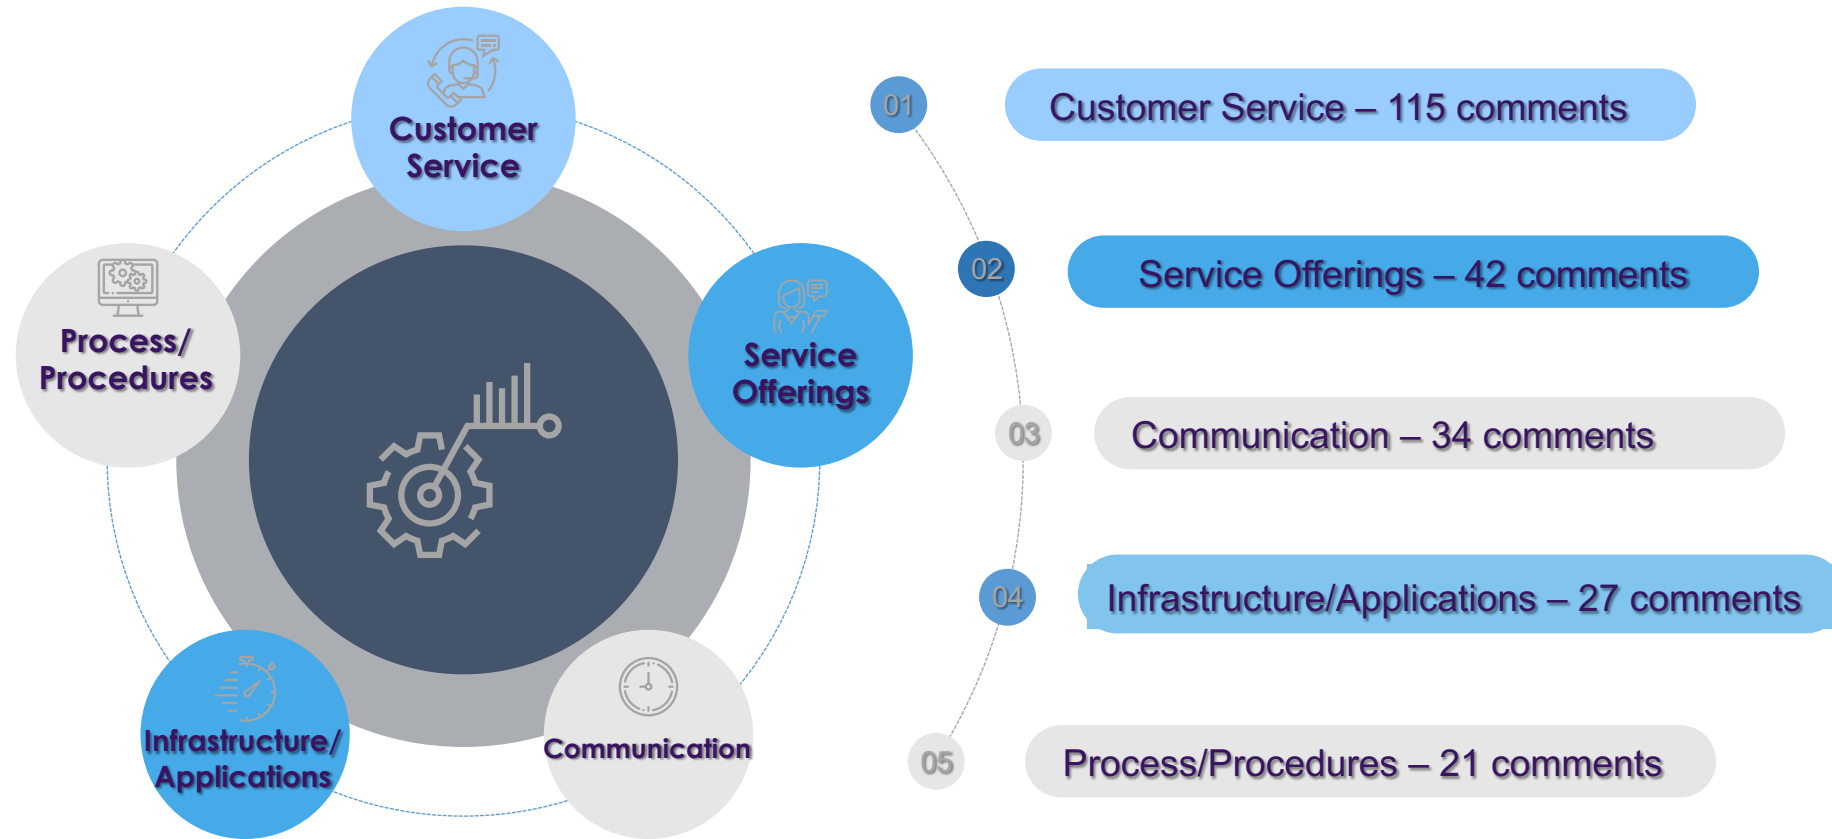 Customer
Service
Process/
Procedures
Service
Offerings
Infrastructure/
Applications
Communication
01
Customer Service – 115 comments
02
Service Offerings – 42 comments
03
Communication – 34 comments
04
Infrastructure/Applications – 27 comments
05
Process/Procedures – 21 comments